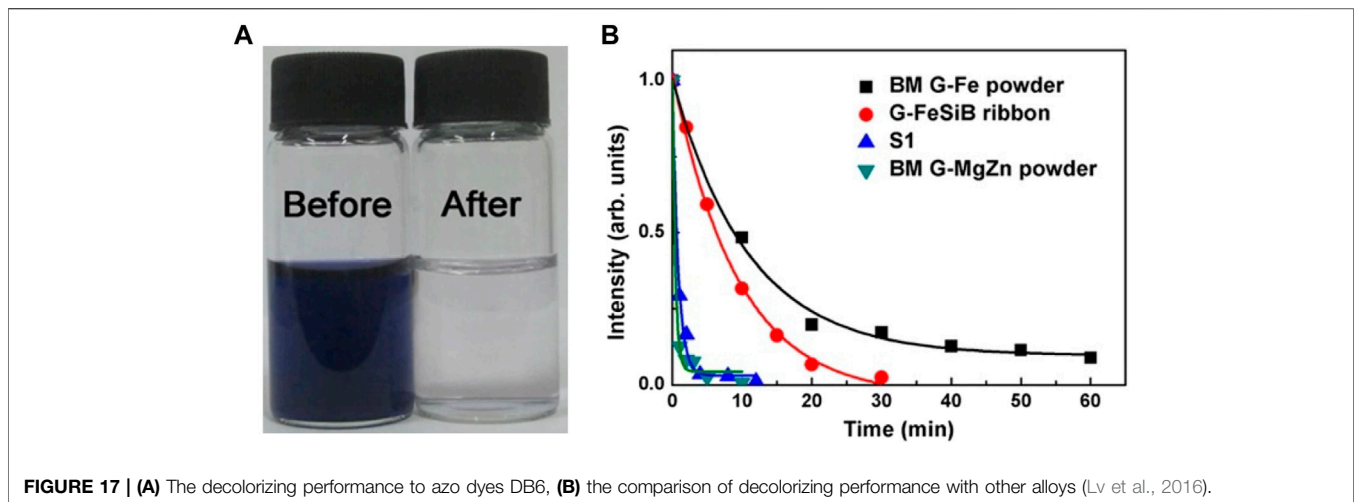 A
B
Before
After
Intensity (arb. units)
1.0
0.5
0.0
BM G-Fe powder
G-FeSiB ribbon
S1
BM G-MgZn powder
0 10 20 30 40 50 60
Time (min)
FIGURE 17 | (A) The decolorizing performance to azo dyes DB6, (B) the comparison of decolorizing performance with other alloys (Lv et al., 2016).